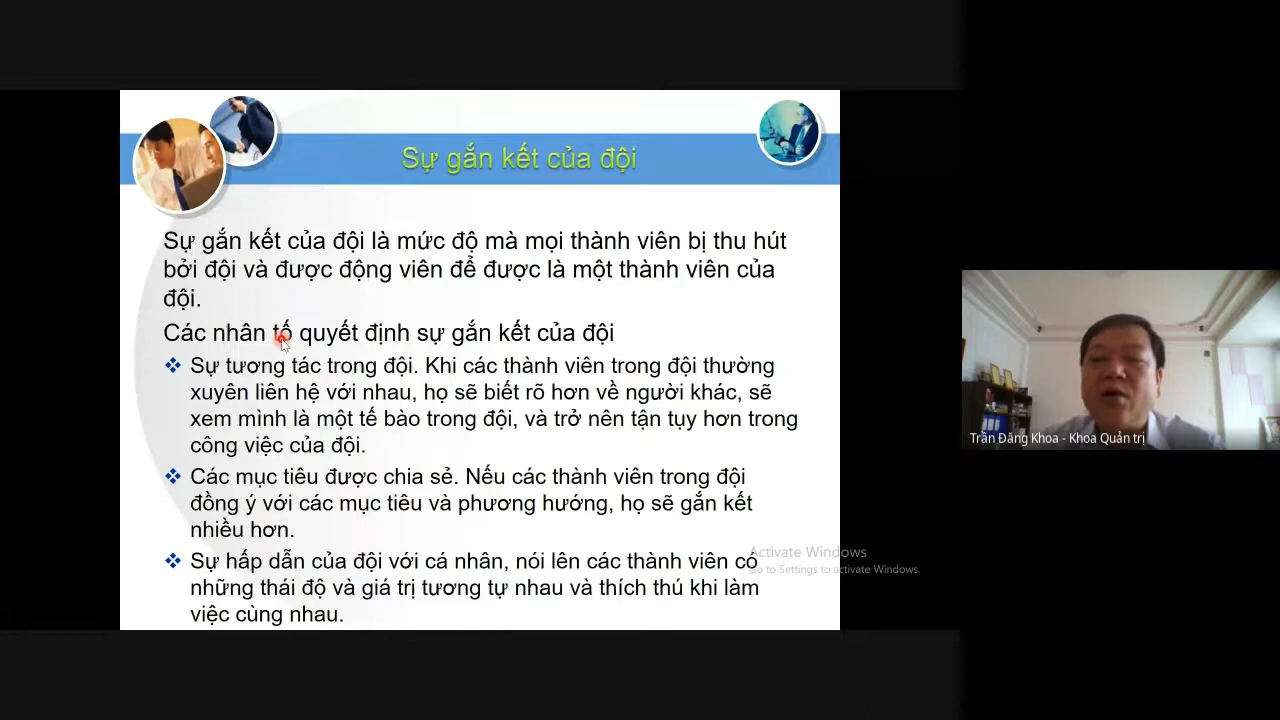 Sự gắn kết của đội
Sự gắn kết của đội là mức độ mà mọi thành viên bị thu hút
bởi đội và được động viên để được là một thành viên của
đội.
Các nhân tố quyết định sự gắn kết của đội
Sự tương tác trong đội. Khi các thành viên trong đội thường
xuyên liên hệ với nhau, họ sẽ biết rõ hơn về người khác, sẽ
xem mình là một tế bào trong đội, và trở nên tận tụy hơn trong
công việc của đội.
Các mục tiêu được chia sẻ. Nếu các thành viên trong đội
đồng ý với các mục tiêu và phương hướng, họ sẽ gắn kết
nhiều hơn.
Sự hấp dẫn của đội với cá nhân, nói lên các thành viên có
những thái độ và giá trị tương tự nhau và thích thú khi làm
việc cùng nhau.
Activate Windows
Go to Settings to activate Windows.
Trần Đăng Khoa - Khoa Quản trị